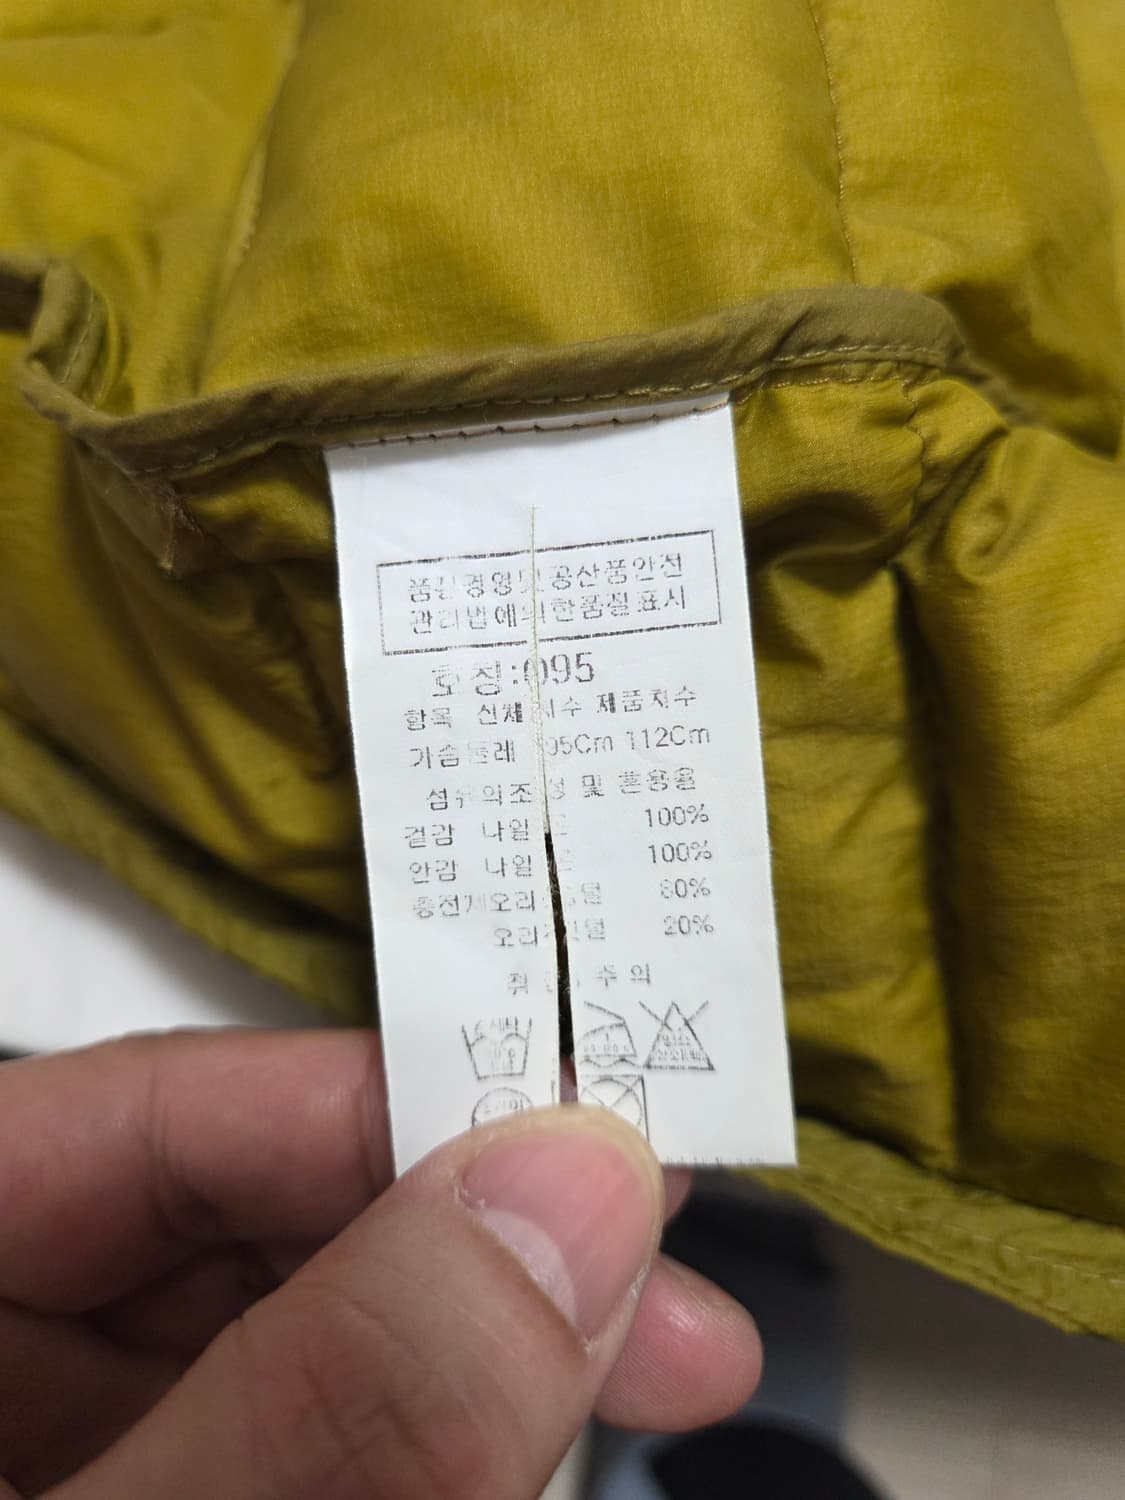 품질경영및공산품안전
관리법에의한품질표시
호칭:095
항목 신체치수 제품치수
가슴둘레 95Cm 112Cm
섬유의조성 및 혼용율
겉감 나일론 100%
안감 나일론 100%
충전재오리솜털 80%
오리깃털 20%
주의